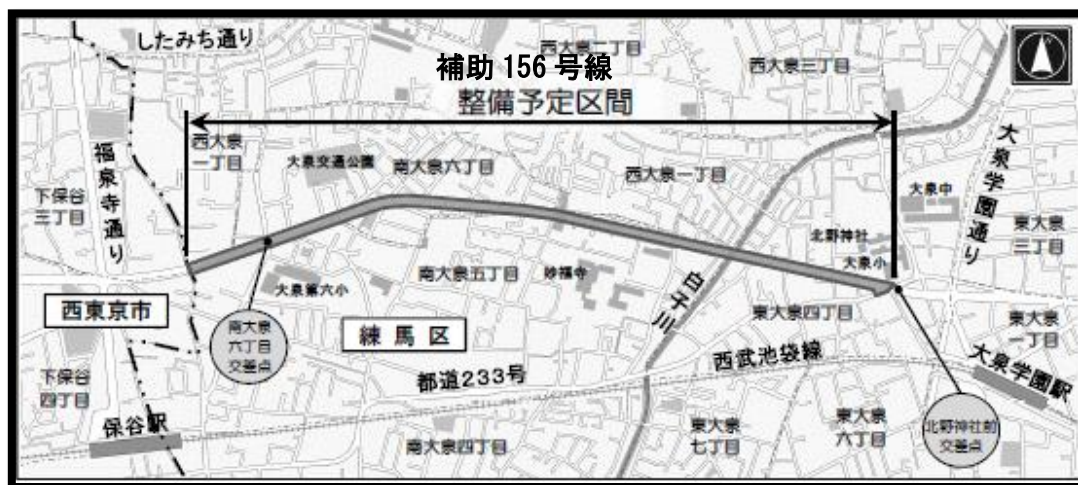 したみち通り
西大泉二丁目
西大泉三丁目
補助 156 号線
整備予定区間
西大泉
一丁目
大泉交通公園
南大泉六丁目
西大泉一丁目
福泉寺通り
下保谷
三丁目
大泉学園通り
大泉中
東大泉
三丁目
北野神社
大泉小
南大泉五丁目
妙福寺
大泉第六小
白子川
西東京市
南大泉
六丁目
交差点
練馬区
東大泉四丁目
東大泉
一丁目
西武池袋線
都道233号
大泉学園駅
下保谷
四丁目
保谷駅
南大泉四丁目
東大泉
七丁目
東大泉
六丁目
北野神社前
交差点